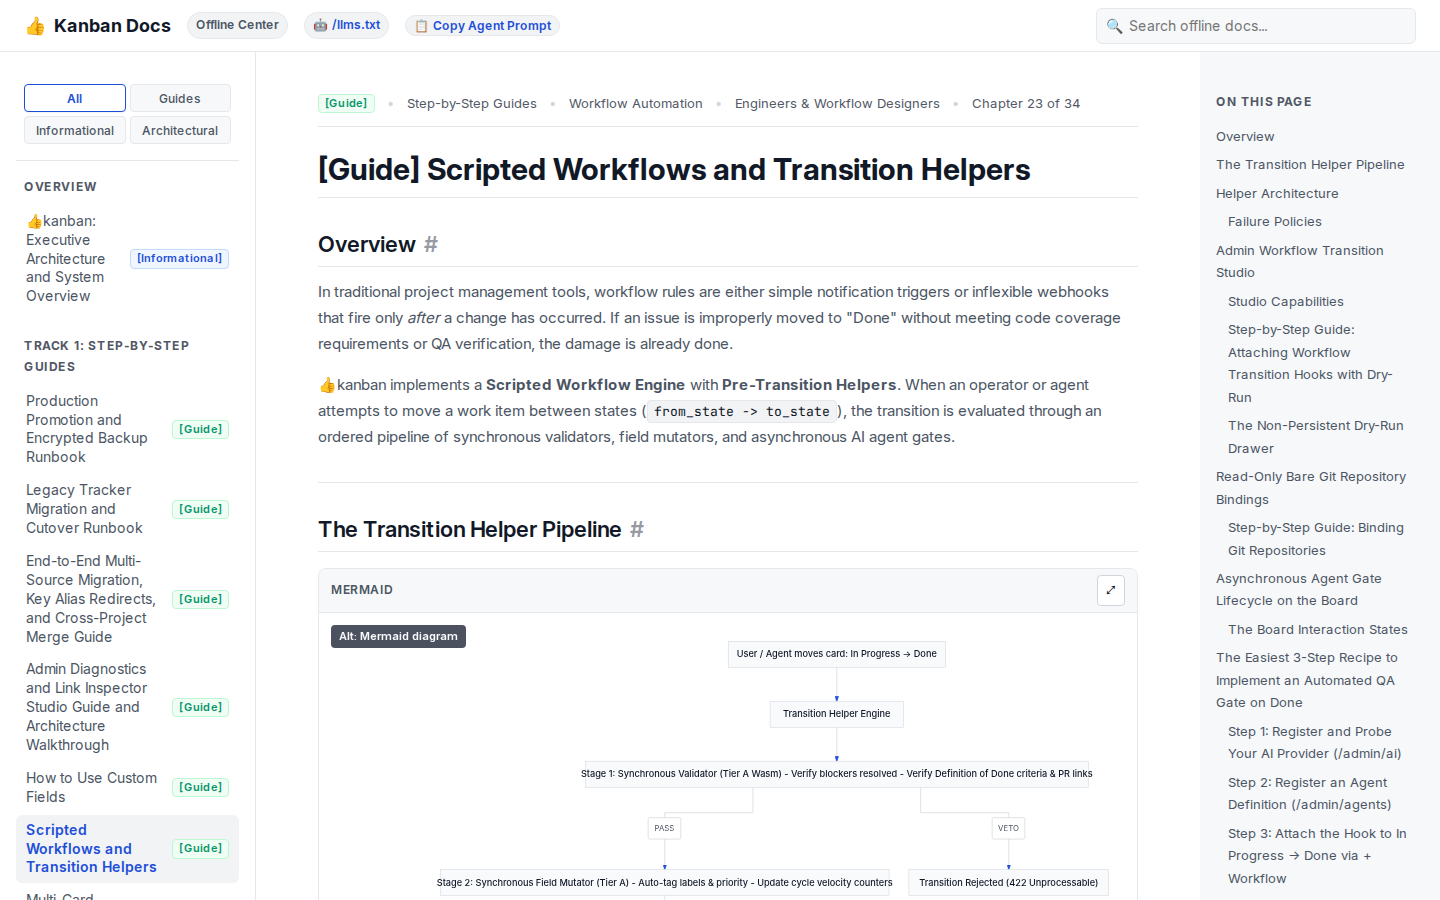 👍 Kanban Docs
Offline Center
🤖 /llms.txt
📋 Copy Agent Prompt
🔍 Search offline docs...
All
Guides
Informational
Architectural
OVERVIEW
👍kanban:
Executive
Architecture
and System
Overview
[Informational]
TRACK 1: STEP-BY-STEP
GUIDES
Production
Promotion and
Encrypted Backup
Runbook
[Guide]
Legacy Tracker
Migration and
Cutover Runbook
[Guide]
End-to-End Multi-
Source Migration,
Key Alias Redirects,
and Cross-Project
Merge Guide
[Guide]
Admin Diagnostics
and Link Inspector
Studio Guide and
Architecture
Walkthrough
[Guide]
How to Use Custom
Fields
[Guide]
Scripted
Workflows and
Transition Helpers
[Guide]
Multi-Card
[Guide] • Step-by-Step Guides • Workflow Automation • Engineers & Workflow Designers • Chapter 23 of 34
[Guide] Scripted Workflows and Transition Helpers
Overview #
In traditional project management tools, workflow rules are either simple notification triggers or inflexible webhooks
that fire only after a change has occurred. If an issue is improperly moved to "Done" without meeting code coverage
requirements or QA verification, the damage is already done.
👍kanban implements a Scripted Workflow Engine with Pre-Transition Helpers. When an operator or agent
attempts to move a work item between states (from_state -> to_state), the transition is evaluated through an
ordered pipeline of synchronous validators, field mutators, and asynchronous AI agent gates.
The Transition Helper Pipeline #
MERMAID
⤢
Alt: Mermaid diagram
User / Agent moves card: In Progress → Done
Transition Helper Engine
Stage 1: Synchronous Validator (Tier A Wasm) - Verify blockers resolved - Verify Definition of Done criteria & PR links
PASS
VETO
Stage 2: Synchronous Field Mutator (Tier A) - Auto-tag labels & priority - Update cycle velocity counters
Transition Rejected (422 Unprocessable)
ON THIS PAGE
Overview
The Transition Helper Pipeline
Helper Architecture
Failure Policies
Admin Workflow Transition
Studio
Studio Capabilities
Step-by-Step Guide:
Attaching Workflow
Transition Hooks with Dry-
Run
The Non-Persistent Dry-Run
Drawer
Read-Only Bare Git Repository
Bindings
Step-by-Step Guide: Binding
Git Repositories
Asynchronous Agent Gate
Lifecycle on the Board
The Board Interaction States
The Easiest 3-Step Recipe to
Implement an Automated QA
Gate on Done
Step 1: Register and Probe
Your AI Provider (/admin/ai)
Step 2: Register an Agent
Definition (/admin/agents)
Step 3: Attach the Hook to In
Progress → Done via +
Workflow